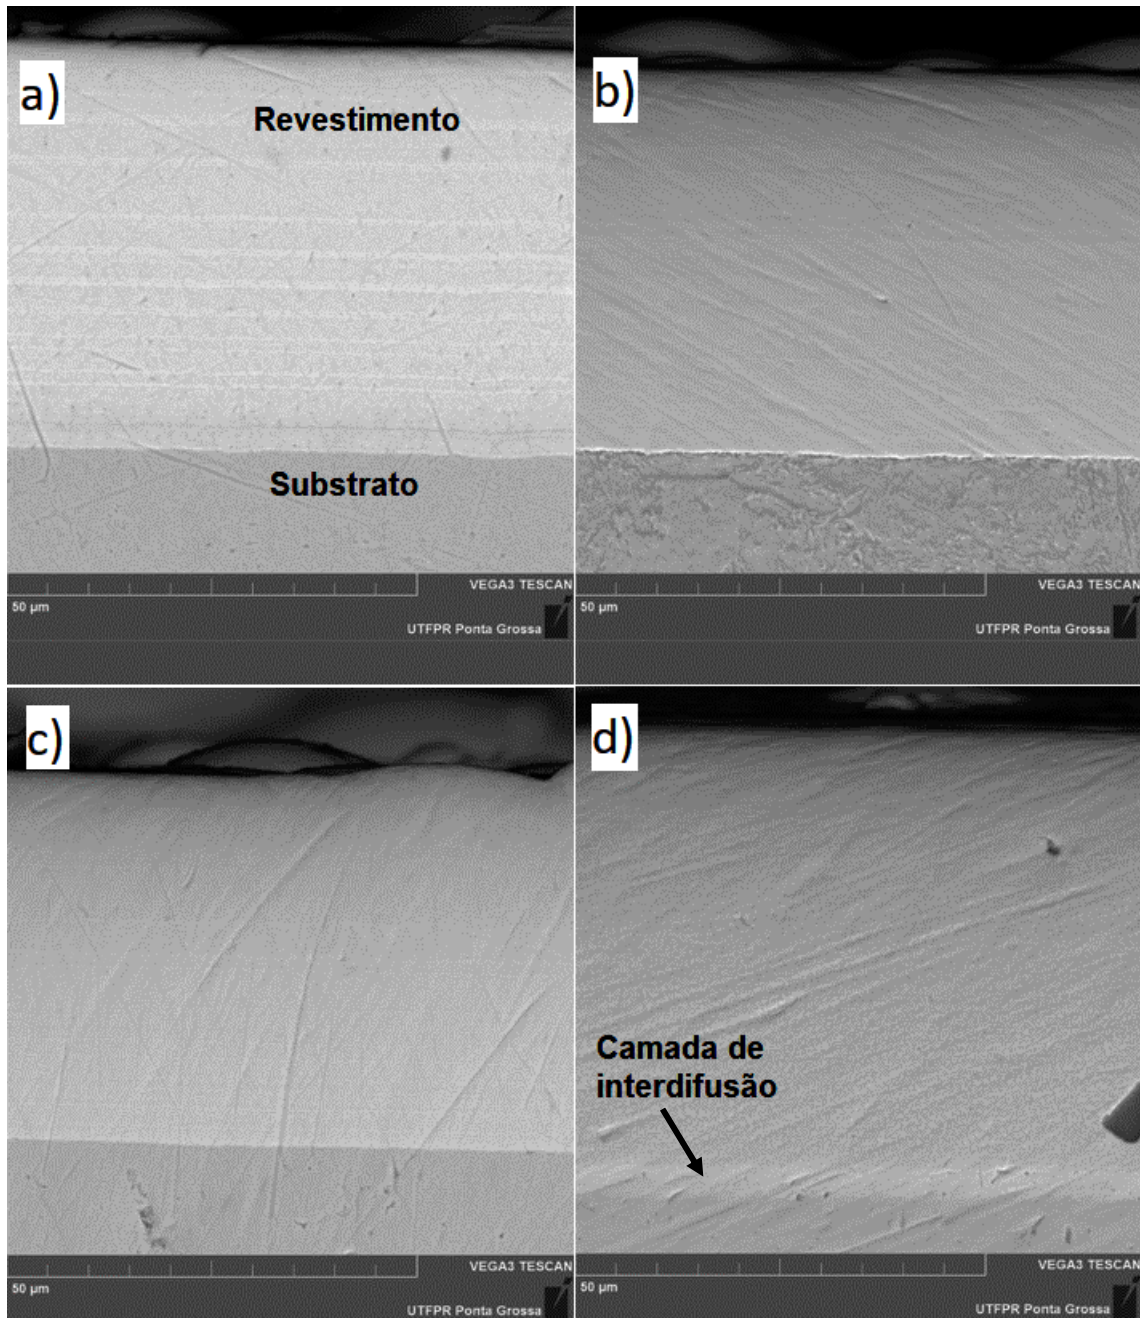 a)
Revestimento
Substrato
VEGA3 TESCAN
50 µm
UTFPR Ponta Grossa
b)
VEGA3 TESCAN
50 µm
UTFPR Ponta Grossa
c)
VEGA3 TESCAN
50 µm
UTFPR Ponta Grossa
d)
Camada de
interdifusão
VEGA3 TESCAN
50 µm
UTFPR Ponta Grossa